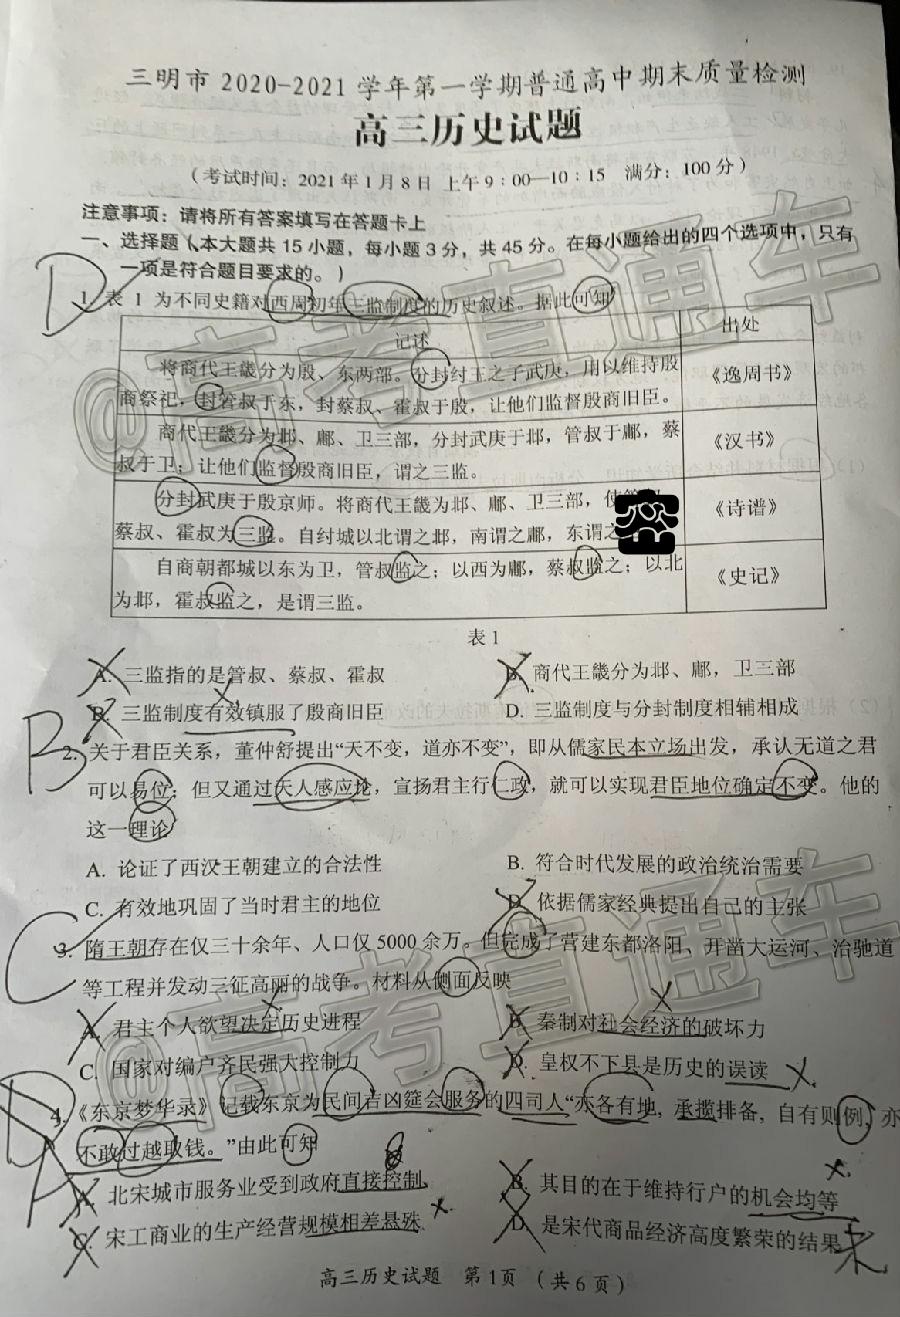 三明市 2020-2021 学年第一学期普通高中期末质量检测
高三历史试题
（考试时间：2021年1月8日 上午9：00—10：15 满分：100分）
注意事项：请将所有答案填写在答题卡上
一、选择题（本大题共 15 小题，每小题 3 分，共 45 分。在每小题给出的四个选项中，只有
一项是符合题目要求的。）
D
1. 表 1 为不同史籍对西周初年三监制度的历史叙述。据此可知
记述 出处
将商代王畿分为殷、东两部。分封纣王之子武庚，用以维持殷
商祭祀，封管叔于东，封蔡叔、霍叔于殷，让他们监督殷商旧臣。
《逸周书》
商代王畿分为邶、鄘、卫三部，分封武庚于邶，管叔于鄘，蔡
叔于卫；让他们监督殷商旧臣，谓之三监。
《汉书》
分封武庚于殷京师。将商代王畿为邶、鄘、卫三部，使管
蔡叔、霍叔为三监。自纣城以北谓之邶，南谓之鄘，东谓之
《诗谱》
自商朝都城以东为卫，管叔监之；以西为鄘，蔡叔监之；以北
为邶，霍叔监之，是谓三监。
《史记》
表 1
A. 三监指的是管叔、蔡叔、霍叔 B. 商代王畿分为邶、鄘，卫三部
三监制度有效镇服了殷商旧臣 D. 三监制度与分封制度相辅相成
B
2. 关于君臣关系，董仲舒提出“天不变，道亦不变”，即从儒家民本立场出发，承认无道之君
可以易位；但又通过天人感应论，宣扬君主行仁政，就可以实现君臣地位确定不变。他的
这一理论
A. 论证了西汉王朝建立的合法性 B. 符合时代发展的政治统治需要
C. 有效地巩固了当时君主的地位 D. 依据儒家经典提出自己的主张
C
3. 隋王朝存在仅三十余年、人口仅 5000 余万。但完成了营建东都洛阳、开凿大运河、治驰道
等工程并发动三征高丽的战争。材料从侧面反映
A. 君主个人欲望决定历史进程 B. 秦制对社会经济的破坏力
C. 国家对编户齐民强大控制力 D. 皇权不下县是历史的误读
A
4. 《东京梦华录》记载东京为民间吉凶筵会服务的四司人“亦各有地，承揽排备，自有则例，亦
不敢过越取钱。”由此可知
A. 北宋城市服务业受到政府直接控制 B. 其目的在于维持行户的机会均等
C. 宋工商业的生产经营规模相差悬殊 D. 是宋代商品经济高度繁荣的结果
高三历史试题 第1页（共6页）
@高考直通车
@高考直通车